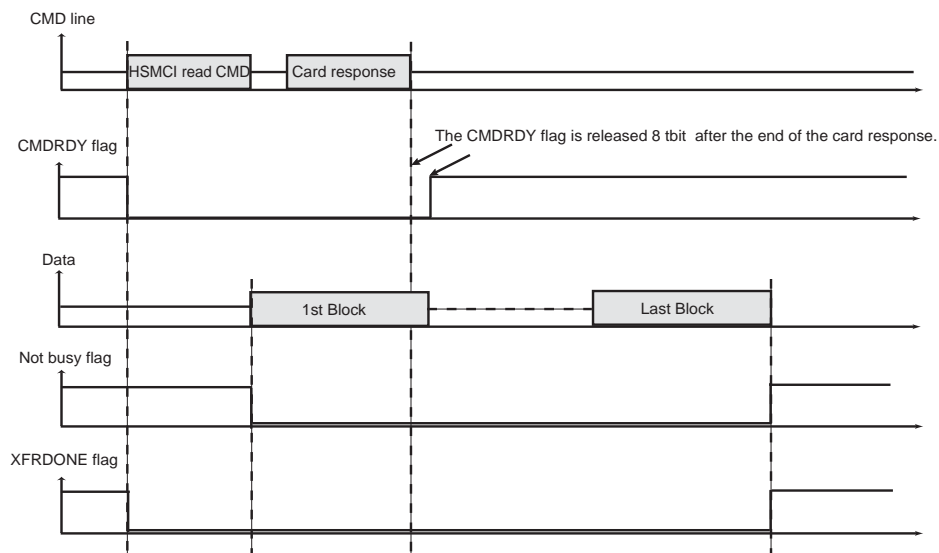 CMD line
HSMCI read CMD
Card response
The CMDRDY flag is released 8 tbit after the end of the card response.
CMDRDY flag
Data
1st Block
Last Block
Not busy flag
XFRDONE flag